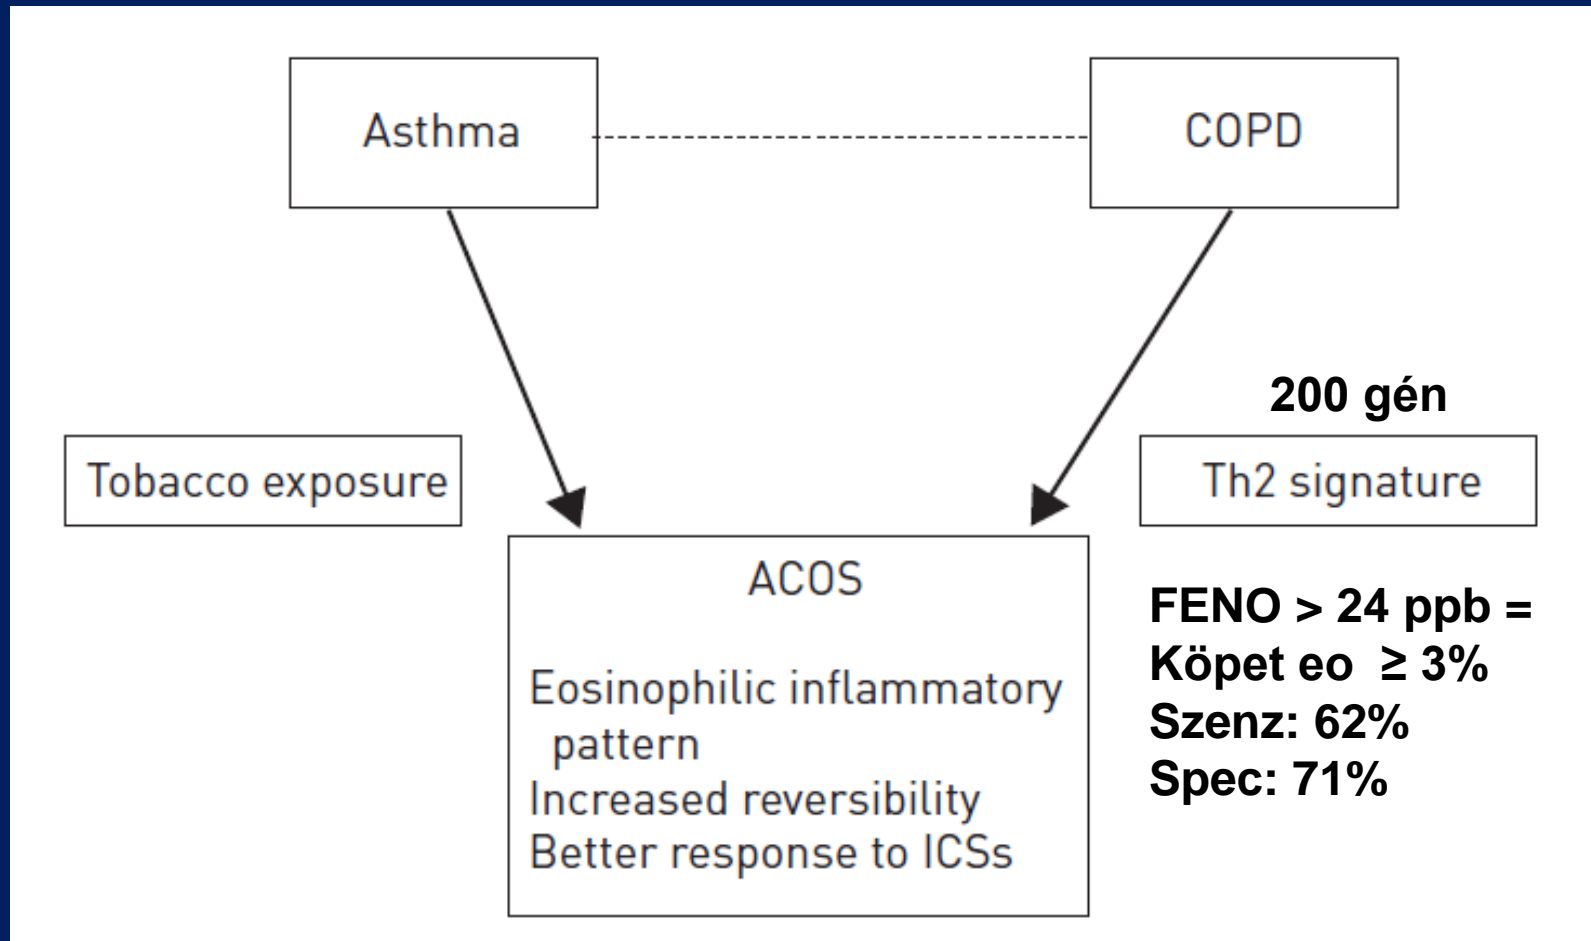 Asthma
COPD
200 gén
Tobacco exposure
Th2 signature
ACOS
Eosinophilic inflammatory
pattern
Increased reversibility
Better response to ICSs
FENO > 24 ppb =
Köpet eo ≥ 3%
Szenz: 62%
Spec: 71%